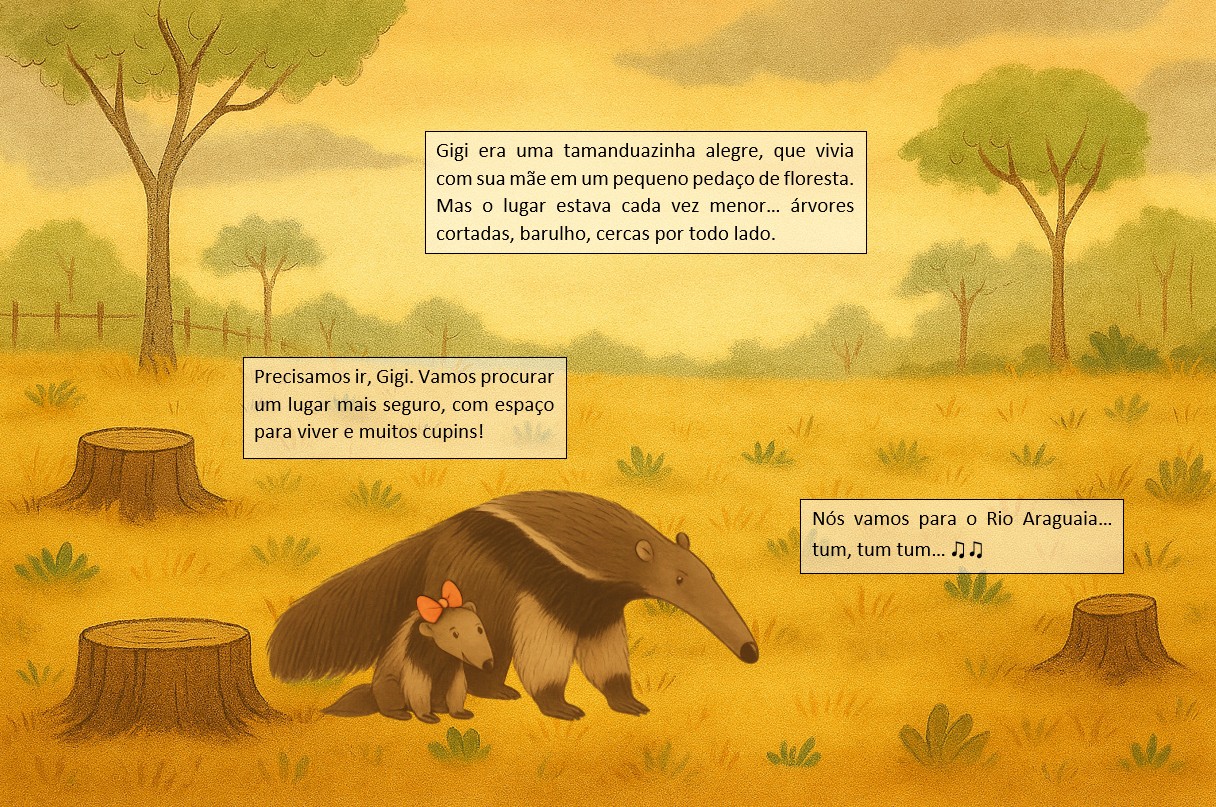 Gigi era uma tamanduazinha alegre, que vivia
com sua mãe em um pequeno pedaço de floresta.
Mas o lugar estava cada vez menor... árvores
cortadas, barulho, cercas por todo lado.
Precisamos ir, Gigi. Vamos procurar
um lugar mais seguro, com espaço
para viver e muitos cupins!
Nós vamos para o Rio Araguaia...
tum, tum tum... ♫♫